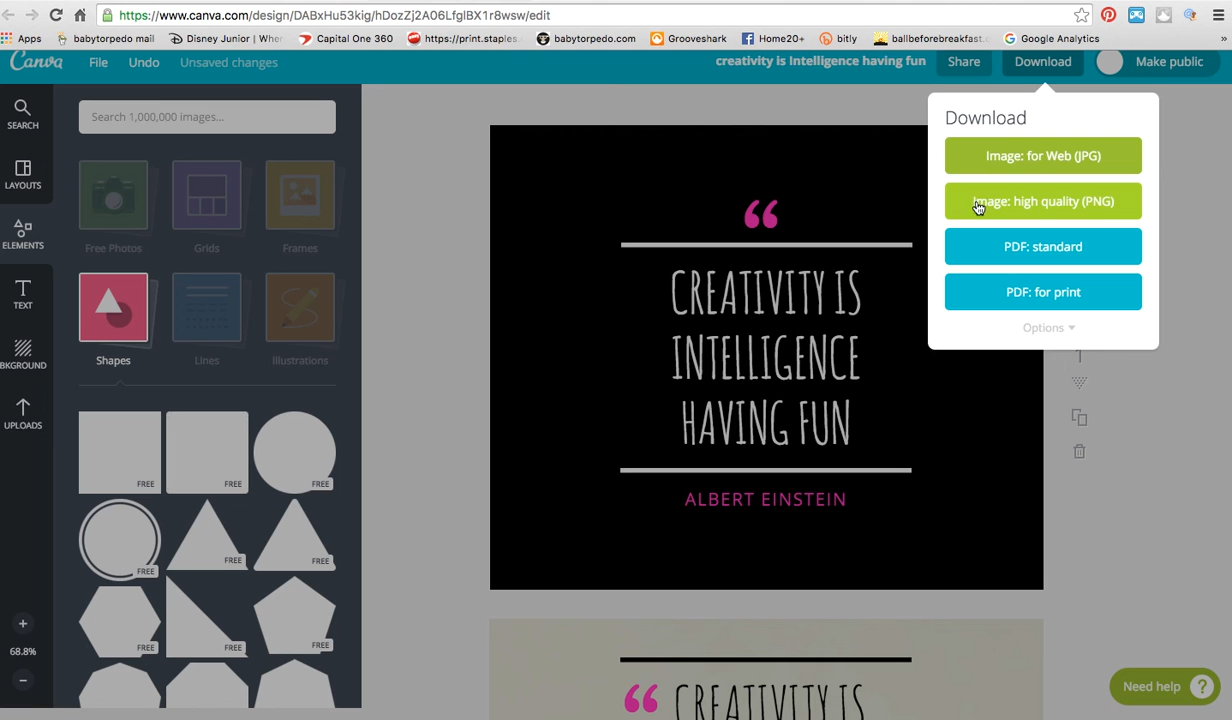 https://www.canva.com/design/DABxHu53kig/hDozZj2A06LfglBX1r8wsw/edit
Apps
babytorpedo mail
Disney Junior | Wher
Capital One 360
https://print.staples.
babytorpedo.com
Grooveshark
Home20+
bitly
ballbeforebreakfast.
Google Analytics
»
Canva
File
Undo
Unsaved changes
creativity is Intelligence having fun
Share
Download
Make public
SEARCH
LAYOUTS
ELEMENTS
TEXT
BKGROUND
UPLOADS
+
68.8%
−
Search 1,000,000 images...
Free Photos
Grids
Frames
Shapes
Lines
Illustrations
FREE
FREE
FREE
FREE
FREE
FREE
FREE
FREE
FREE
Download
Image: for Web (JPG)
Image: high quality (PNG)
PDF: standard
PDF: for print
Options
“
CREATIVITY IS
INTELLIGENCE
HAVING FUN
ALBERT EINSTEIN
1
“ CREATIVITY IS
Need help ?